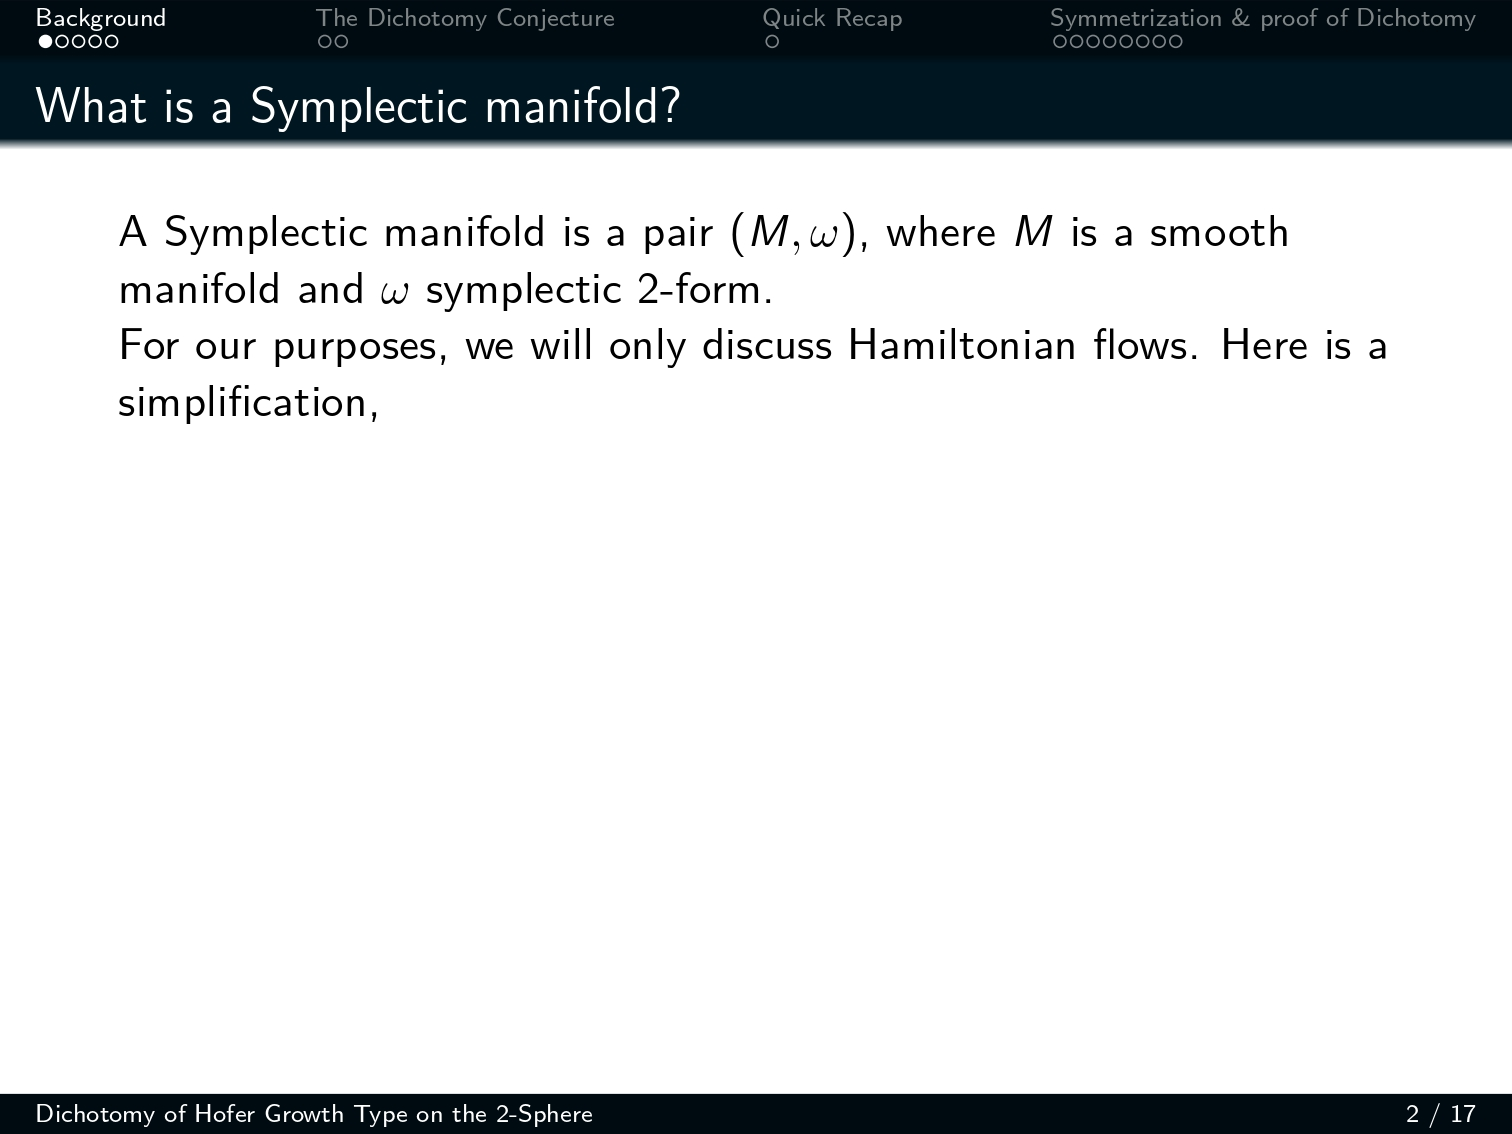 Background
The Dichotomy Conjecture
Quick Recap
Symmetrization & proof of Dichotomy
What is a Symplectic manifold?
A Symplectic manifold is a pair (M, ω), where M is a smooth
manifold and ω symplectic 2-form.
For our purposes, we will only discuss Hamiltonian flows. Here is a
simplification,
Dichotomy of Hofer Growth Type on the 2-Sphere
2 / 17